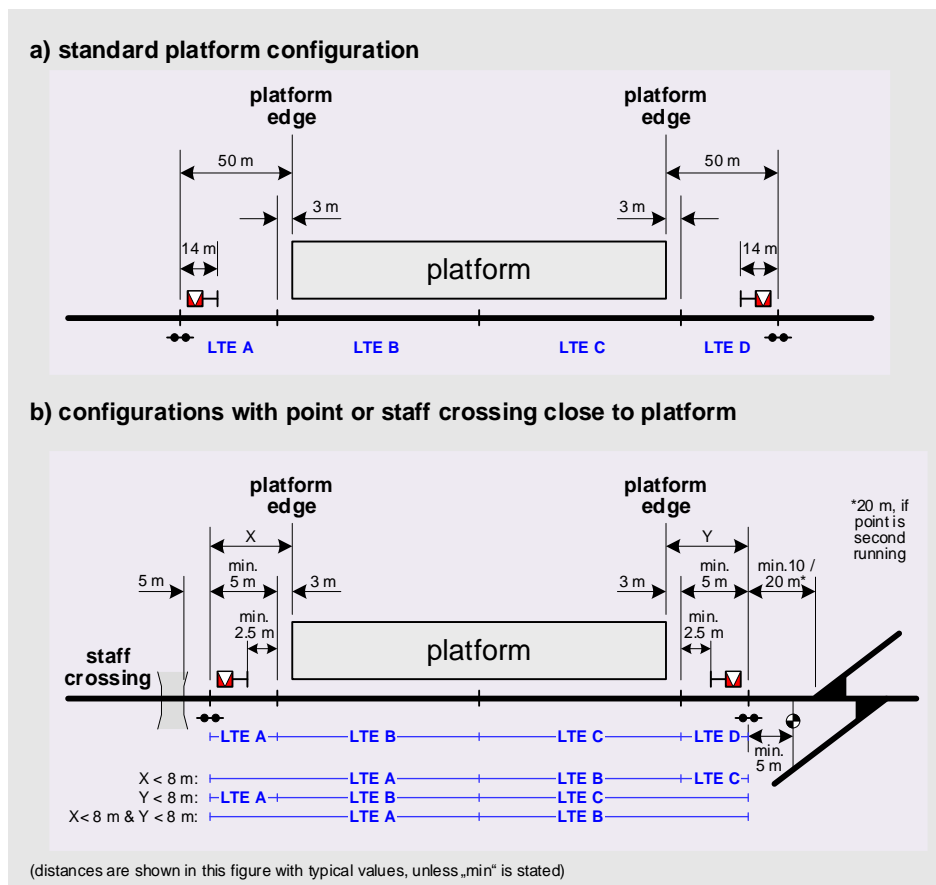 a) standard platform configuration
platform
edge
platform
edge
50 m
50 m
3 m
3 m
14 m
14 m
platform
LTE A
LTE B
LTE C
LTE D
b) configurations with point or staff crossing close to platform
platform
edge
platform
edge
*20 m, if
point is
second
running
X
Y
5 m
min.
5 m
3 m
3 m
min.
5 m
min.10 /
20 m*
min.
2.5 m
min.
2.5 m
platform
staff
crossing
LTE A
LTE B
LTE C
LTE D
min.
5 m
X < 8 m:
LTE A
LTE B
LTE C
Y < 8 m:
LTE A
LTE B
LTE C
X< 8 m & Y < 8 m:
LTE A
LTE B
(distances are shown in this figure with typical values, unless „min“ is stated)